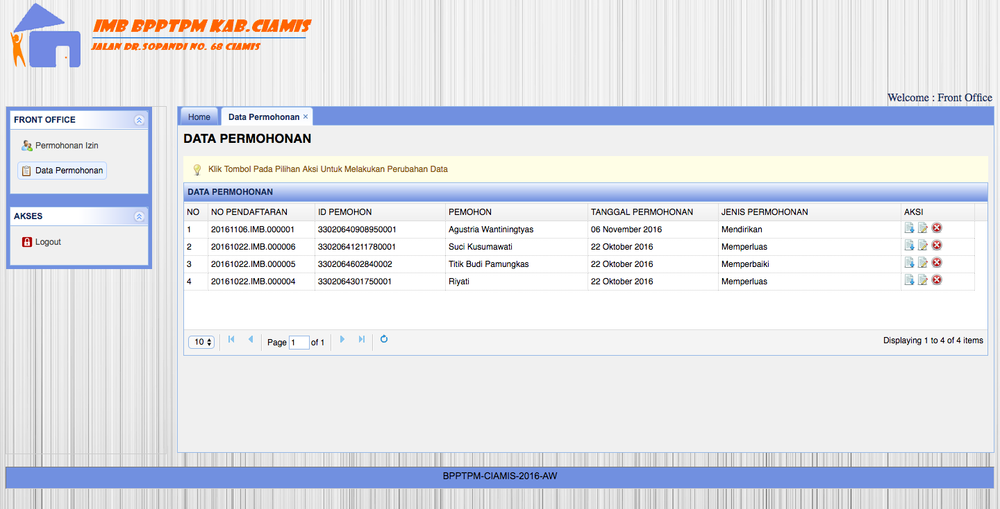 IMB BPPTPM KAB.CIAMIS
JALAN DR.SOPANDI NO. 68 CIAMIS
Welcome : Front Office
FRONT OFFICE
Permohonan Izin
Data Permohonan
AKSES
Logout
Home
Data Permohonan ×
DATA PERMOHONAN
Klik Tombol Pada Pilihan Aksi Untuk Melakukan Perubahan Data
DATA PERMOHONAN
NO NO PENDAFTARAN ID PEMOHON PEMOHON TANGGAL PERMOHONAN JENIS PERMOHONAN AKSI
1 20161106.IMB.000001 33020640908950001 Agustria Wantiningtyas 06 November 2016 Mendirikan
2 20161022.IMB.000006 33020641211780001 Suci Kusumawati 22 Oktober 2016 Memperluas
3 20161022.IMB.000005 3302064602840002 Titik Budi Pamungkas 22 Oktober 2016 Memperbaiki
4 20161022.IMB.000004 3302064301750001 Riyati 22 Oktober 2016 Memperluas
10 Page 1 of 1 Displaying 1 to 4 of 4 items
BPPTPM-CIAMIS-2016-AW